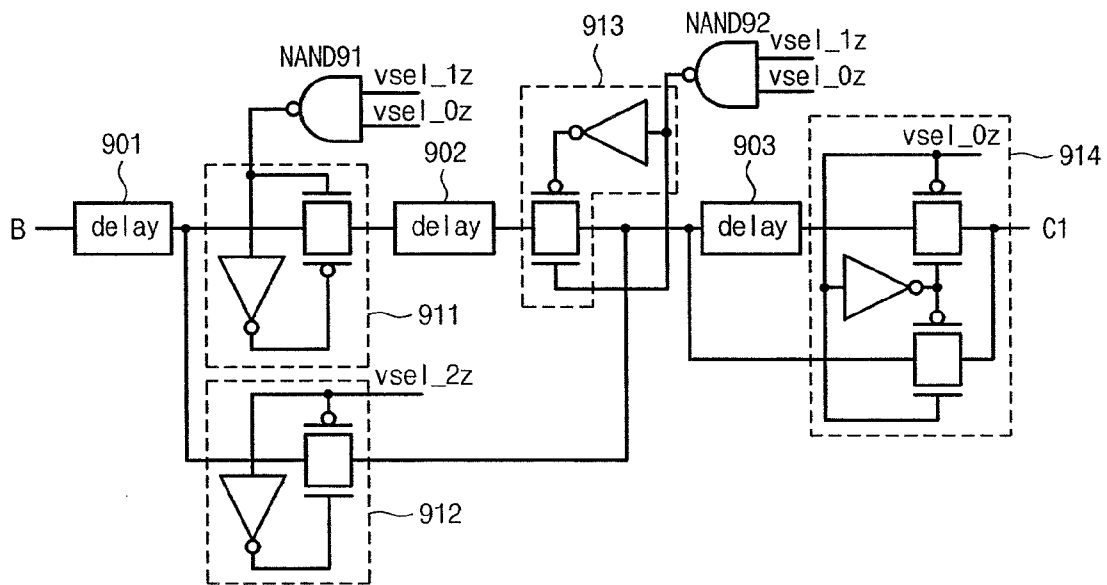 913
NAND92
vsel_1z
vsel_0z
NAND91
vsel_1z
vsel_0z
901
902
903
vsel_0z
914
B
delay
delay
delay
C1
911
vsel_2z
912